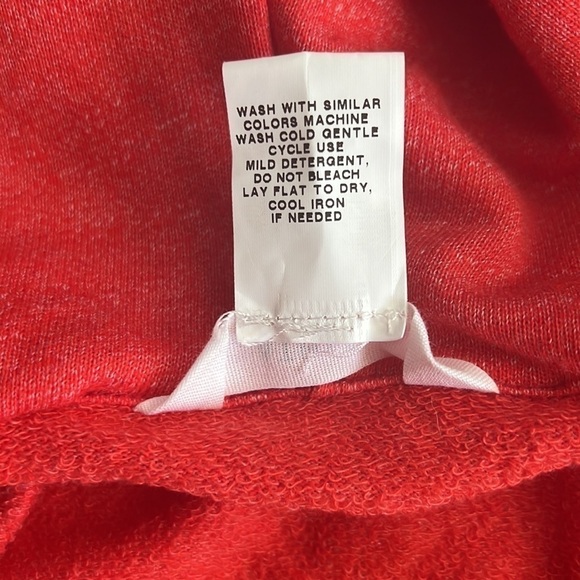 WASH WITH SIMILAR
COLORS MACHINE
WASH COLD GENTLE
CYCLE USE
MILD DETERGENT,
DO NOT BLEACH
LAY FLAT TO DRY,
COOL IRON
IF NEEDED